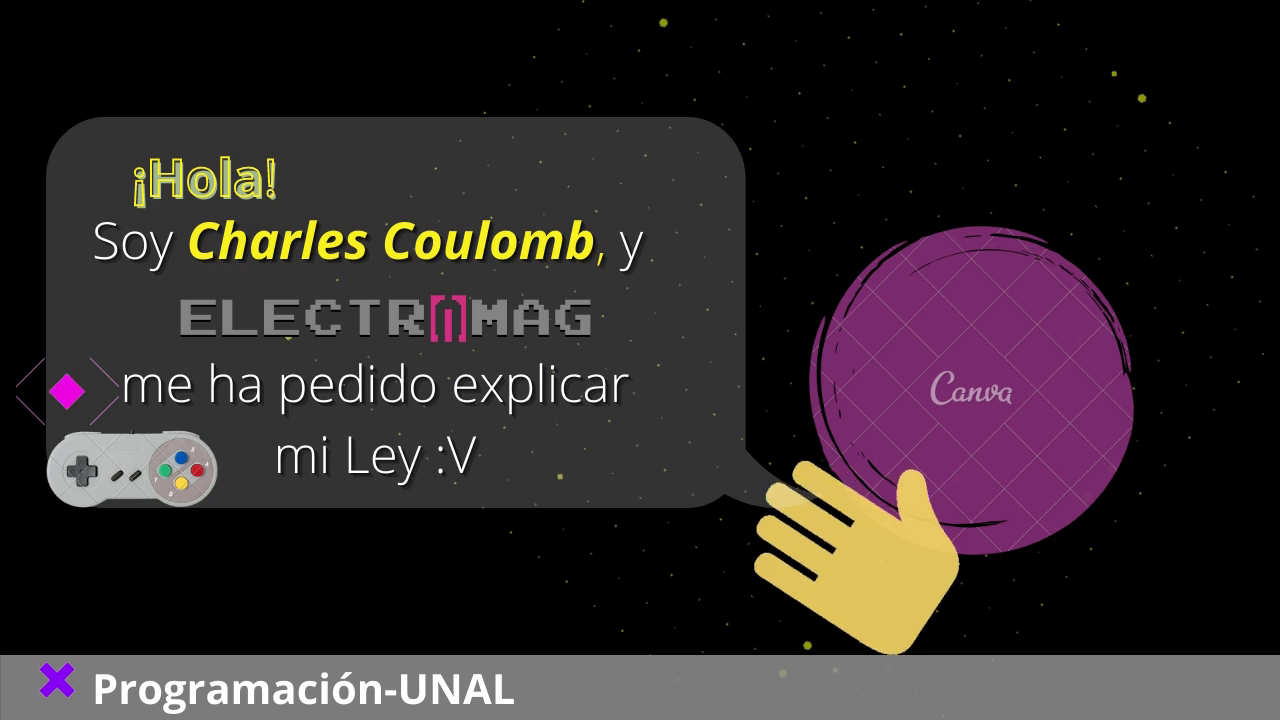 ¡Hola!
Soy Charles Coulomb, y
ELECTR[]MAG
me ha pedido explicar
mi Ley :V
Canva
Programación-UNAL